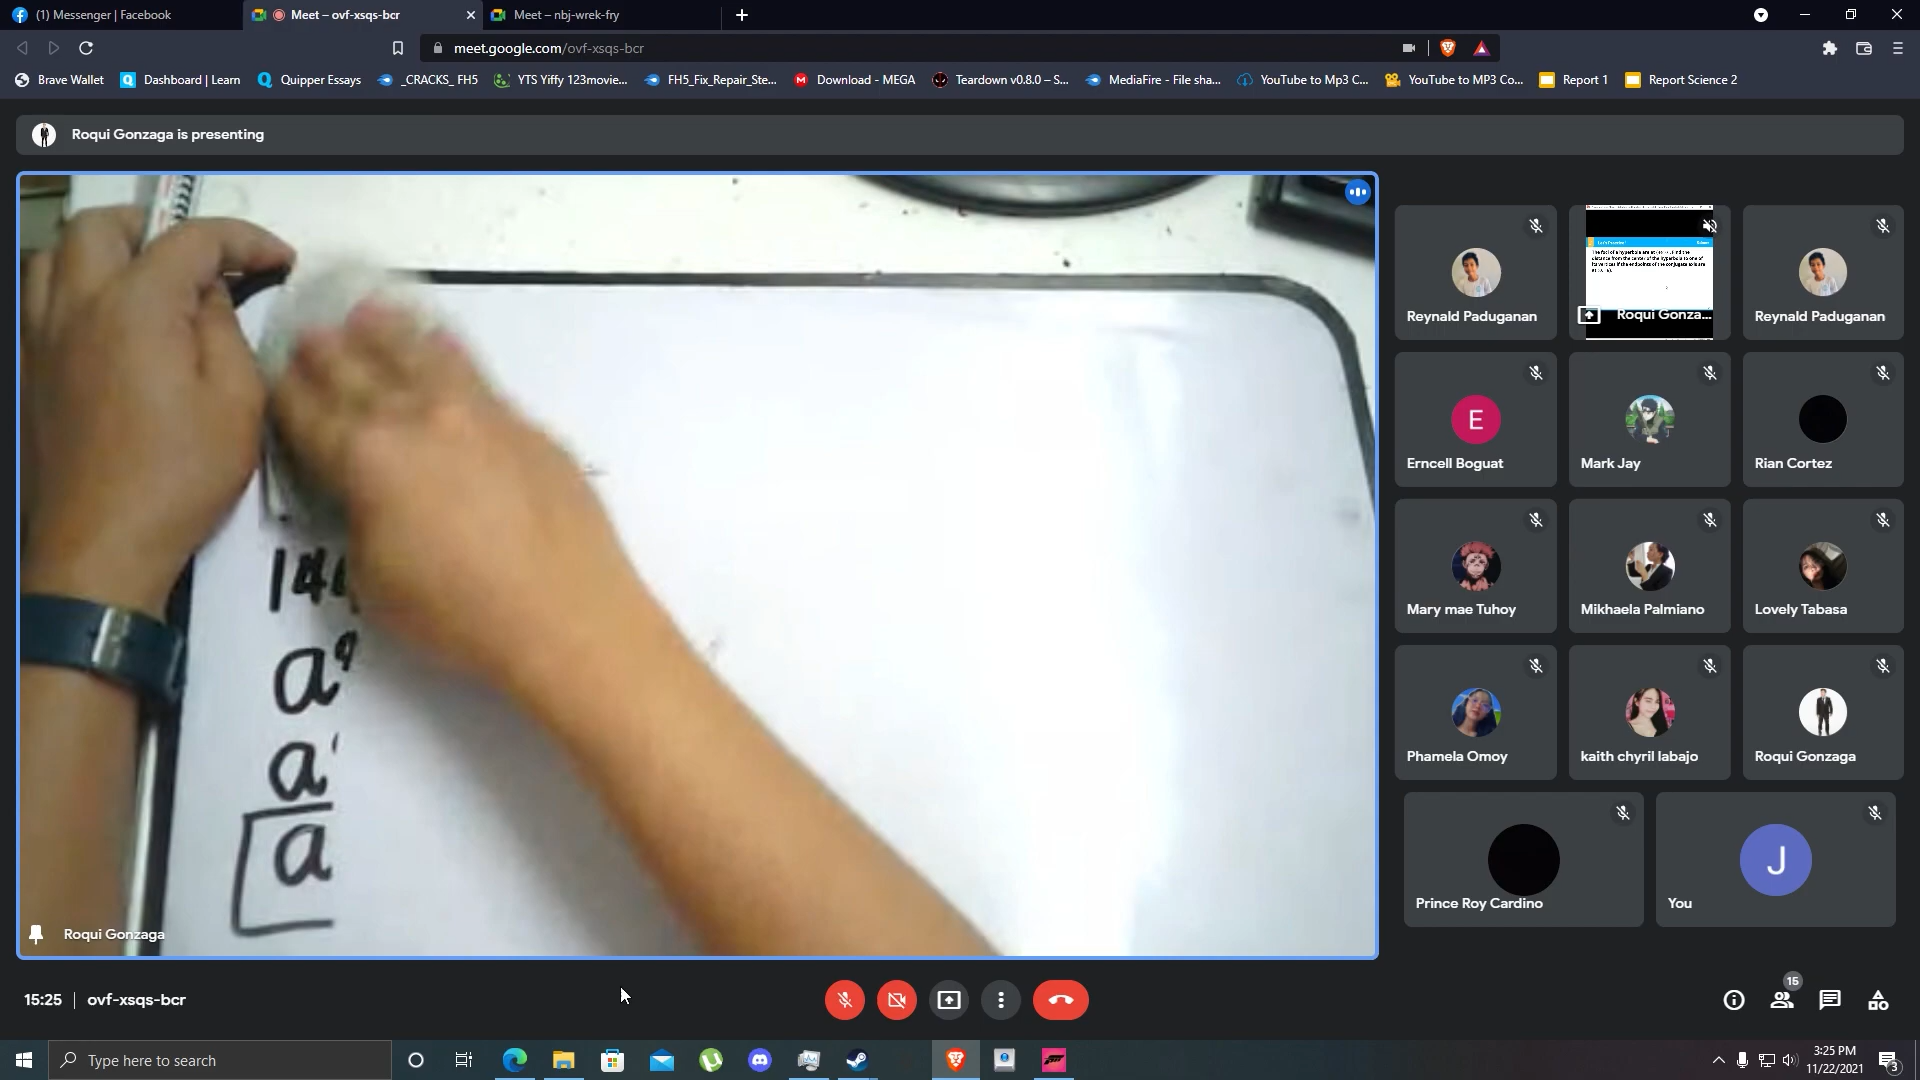 (1) Messenger | Facebook
Meet – ovf-xsqs-bcr
Meet – nbj-wrek-fry
meet.google.com/ovf-xsqs-bcr
Brave Wallet
Dashboard | Learn
Quipper Essays
_CRACKS_ FH5
YTS Yiffy 123movie...
FH5_Fix_Repair_Ste...
Download - MEGA
Teardown v0.8.0 – S...
MediaFire - File sha...
YouTube to Mp3 C...
YouTube to MP3 Co...
Report 1
Report Science 2
Roqui Gonzaga is presenting
a
a
a
Roqui Gonzaga
Reynald Paduganan
Roqui Gonza...
Reynald Paduganan
E
Erncell Boguat
Mark Jay
Rian Cortez
Mary mae Tuhoy
Mikhaela Palmiano
Lovely Tabasa
Phamela Omoy
kaith chyril labajo
Roqui Gonzaga
Prince Roy Cardino
J
You
15:25 | ovf-xsqs-bcr
15
Type here to search
3:25 PM
11/22/2021
3